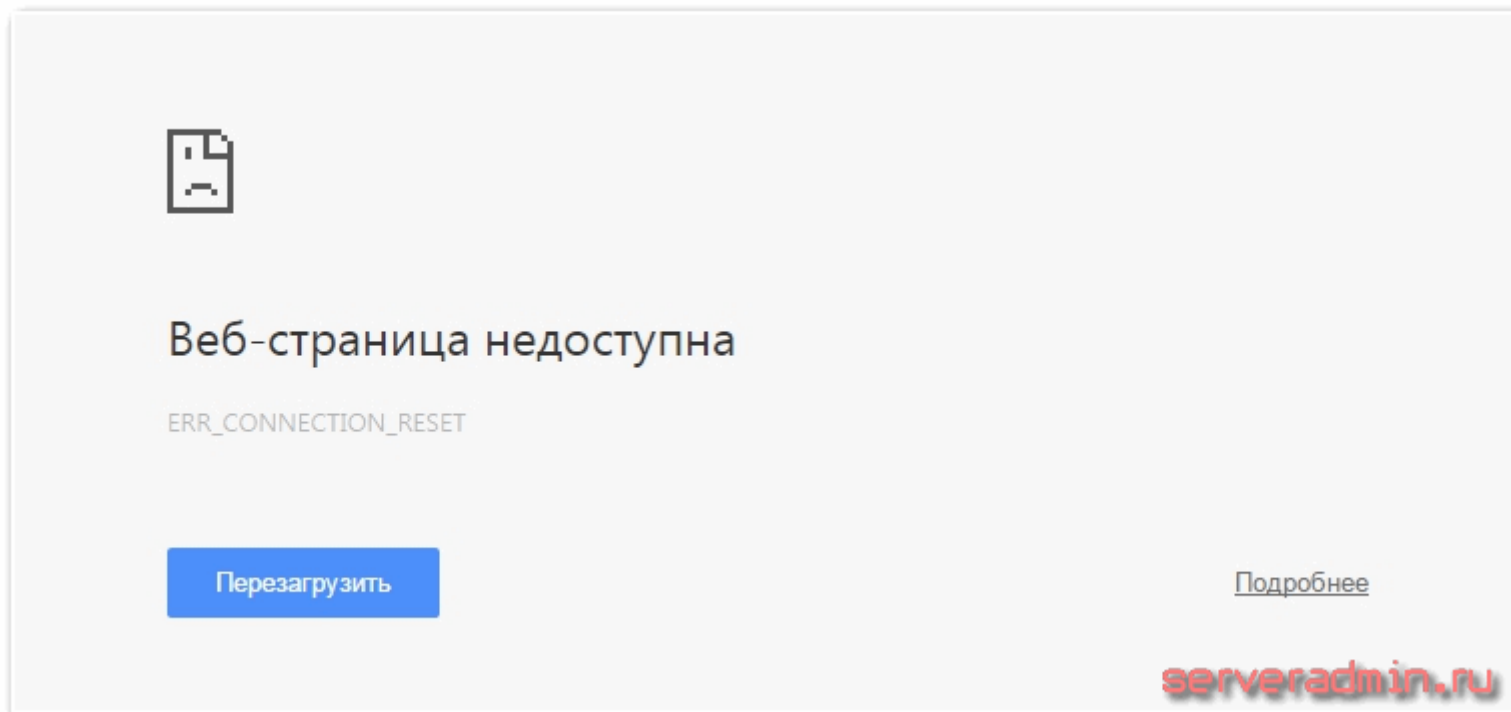 Веб-страница недоступна
ERR_CONNECTION_RESET
Перезагрузить
Подробнее
serveradmin.ru